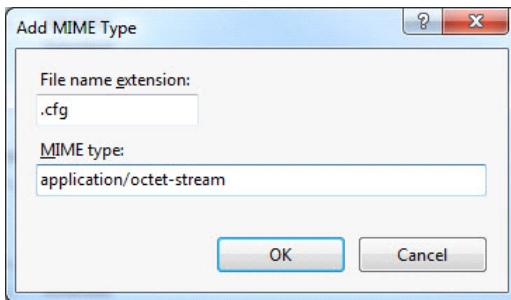 Add MIME Type
?
File name extension:
.cfg
MIME type:
application/octet-stream
OK
Cancel